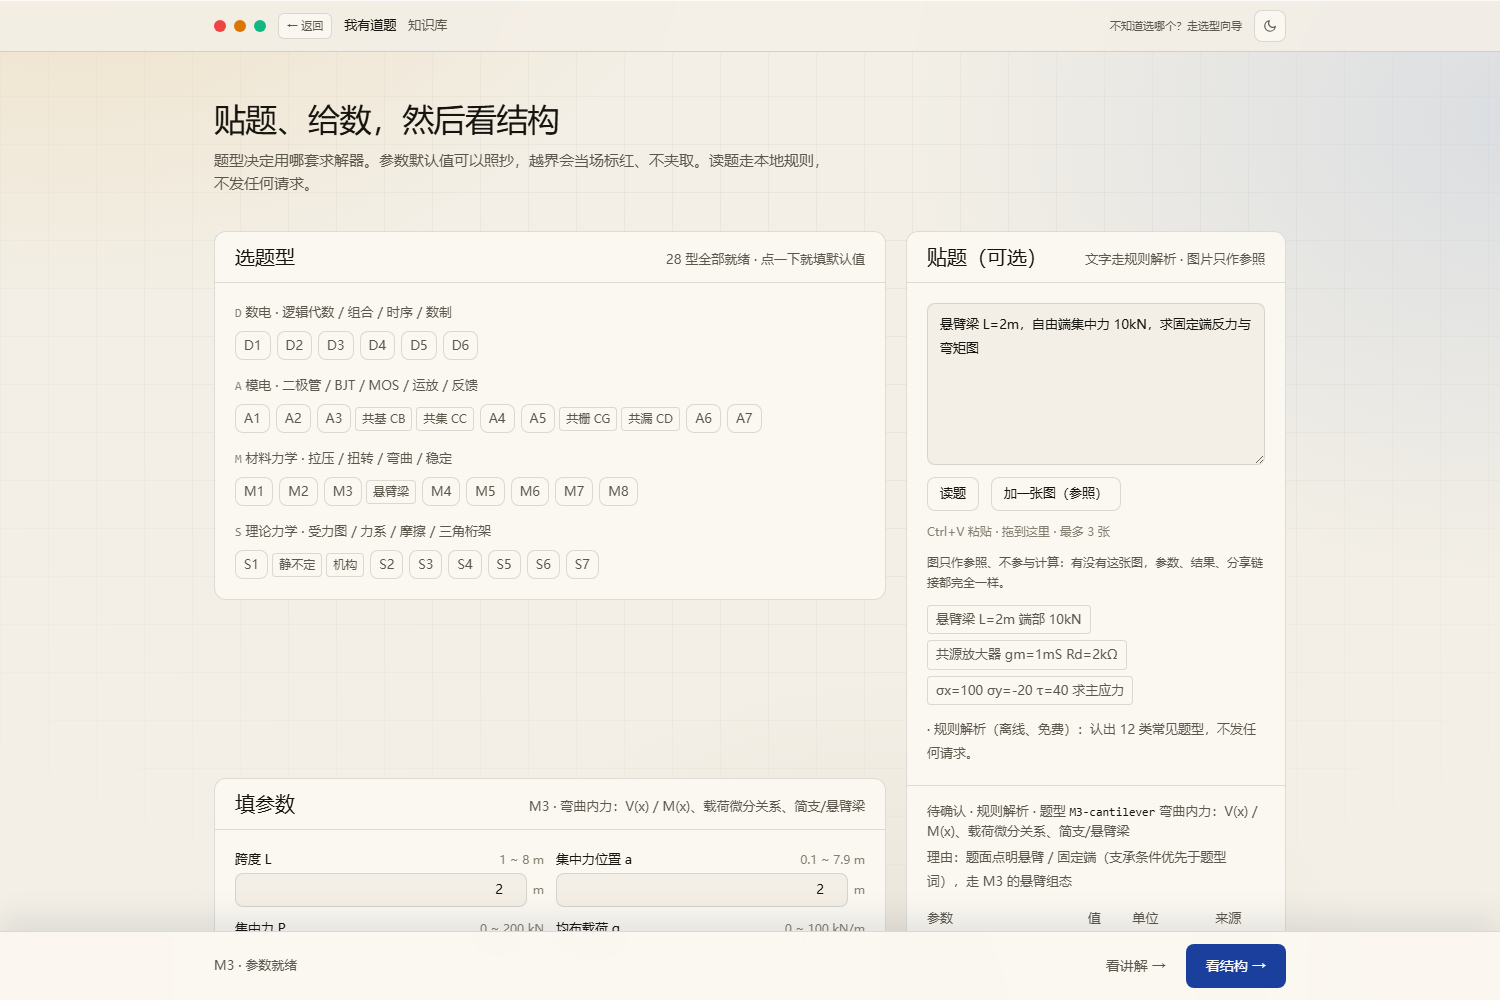 ← 返回
我有道题
知识库
不知道选哪个？走选型向导
贴题、给数，然后看结构
题型决定用哪套求解器。参数默认值可以照抄，越界会当场标红、不夹取。读题走本地规则，
不发任何请求。
选题型
28 型全部就绪 · 点一下就填默认值
D 数电 · 逻辑代数 / 组合 / 时序 / 数制
D1 D2 D3 D4 D5 D6
A 模电 · 二极管 / BJT / MOS / 运放 / 反馈
A1 A2 A3 共基 CB 共集 CC A4 A5 共栅 CG 共漏 CD A6 A7
M 材料力学 · 拉压 / 扭转 / 弯曲 / 稳定
M1 M2 M3 悬臂梁 M4 M5 M6 M7 M8
S 理论力学 · 受力图 / 力系 / 摩擦 / 三角桁架
S1 静不定 机构 S2 S3 S4 S5 S6 S7
填参数
M3 · 弯曲内力：V(x) / M(x)、载荷微分关系、简支/悬臂梁
跨度 L 1 ~ 8 m
2 m
集中力位置 a 0.1 ~ 7.9 m
2 m
集中力 P 0 ~ 200 kN
均布载荷 q 0 ~ 100 kN/m
贴题（可选）
文字走规则解析 · 图片只作参照
悬臂梁 L=2m，自由端集中力 10kN，求固定端反力与
弯矩图
读题
加一张图（参照）
Ctrl+V 粘贴 · 拖到这里 · 最多 3 张
图只作参照、不参与计算：有没有这张图，参数、结果、分享链
接都完全一样。
悬臂梁 L=2m 端部 10kN
共源放大器 gm=1mS Rd=2kΩ
σx=100 σy=-20 τ=40 求主应力
· 规则解析（离线、免费）：认出 12 类常见题型，不发任
何请求。
待确认 · 规则解析 · 题型 M3-cantilever 弯曲内力：V(x) /
M(x)、载荷微分关系、简支/悬臂梁
理由：题面点明悬臂 / 固定端（支承条件优先于题型
词），走 M3 的悬臂组态
参数 值 单位 来源
M3 · 参数就绪
看讲解 →
看结构 →